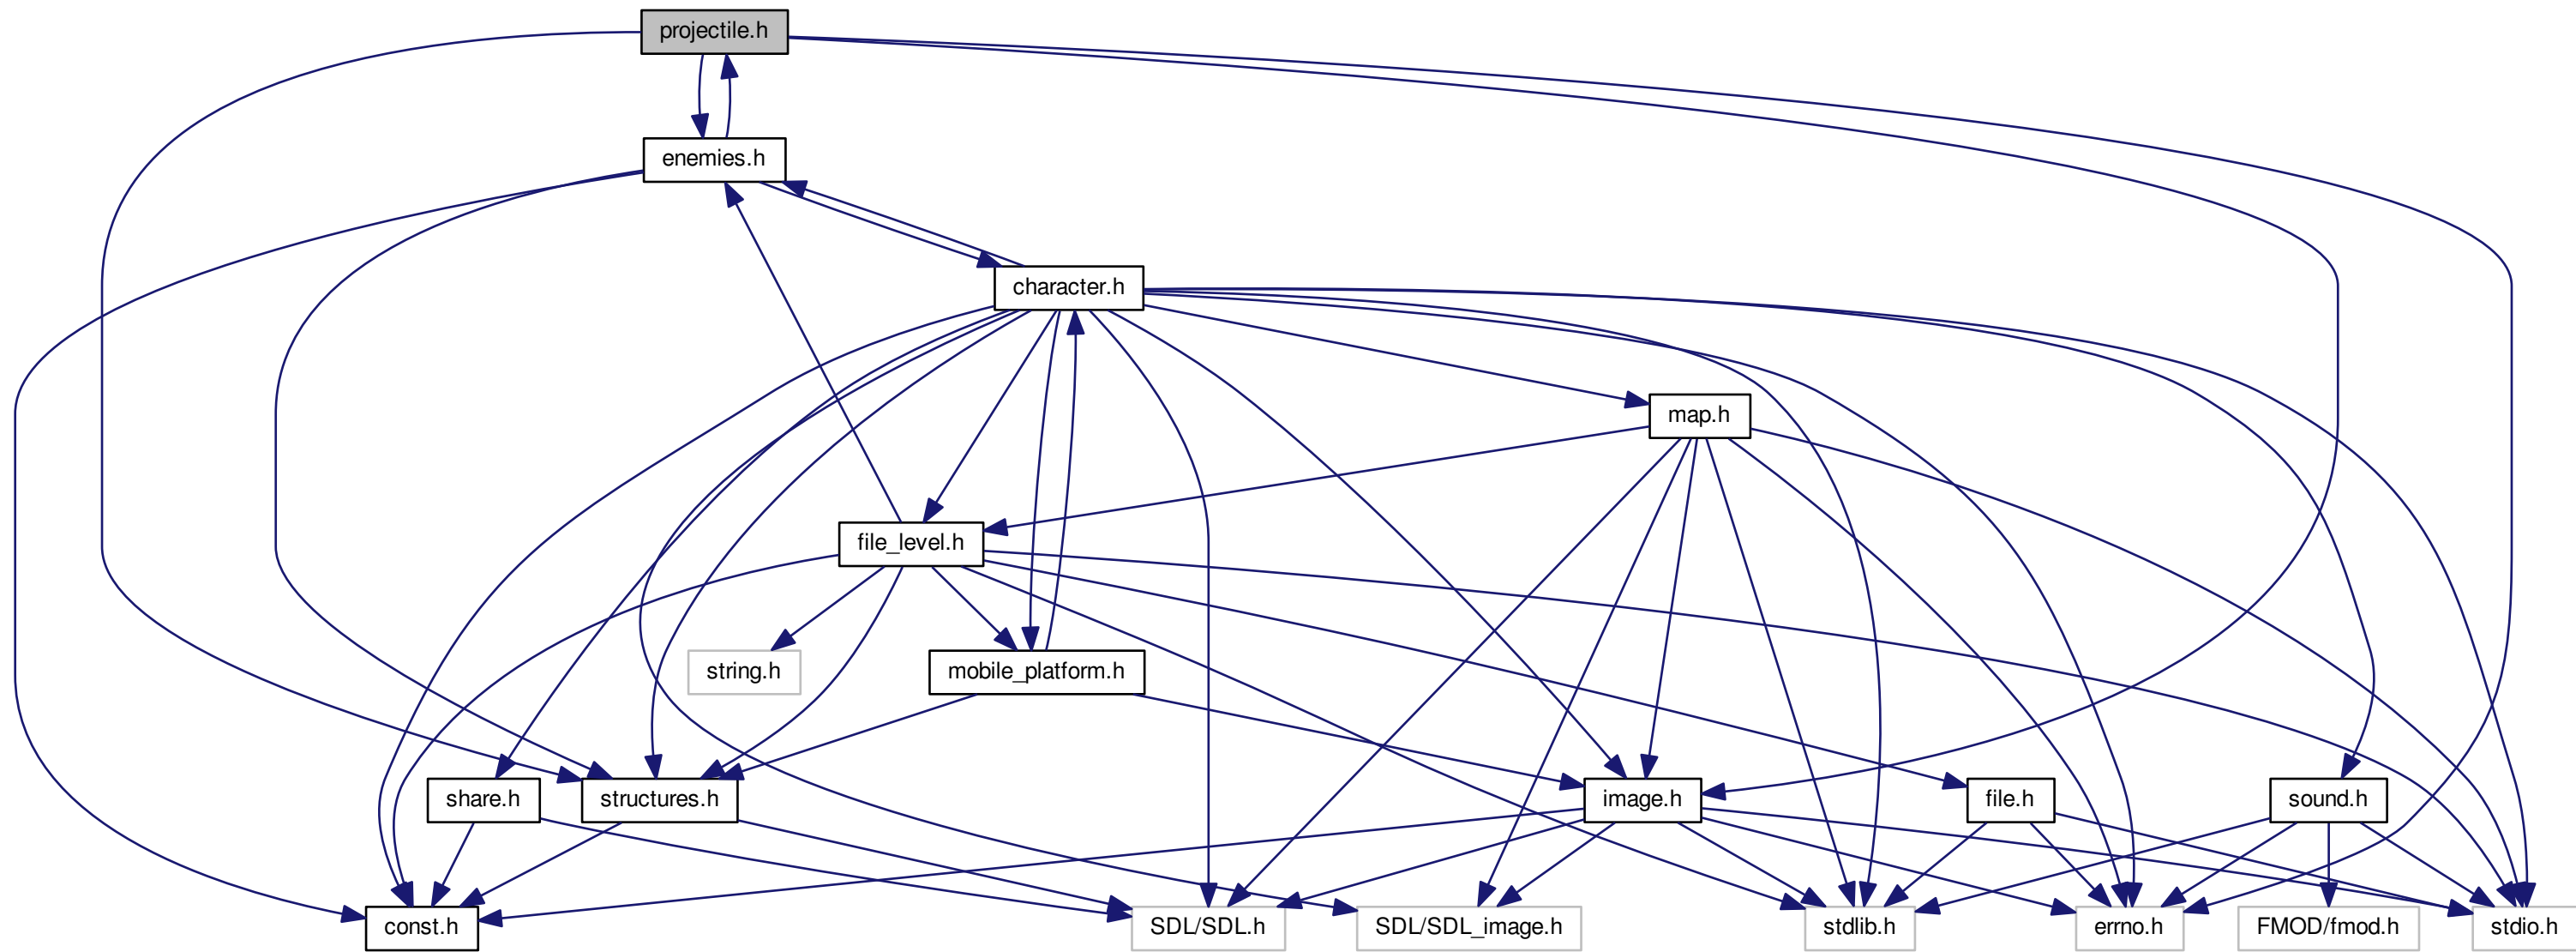 projectile.h
enemies.h
character.h
map.h
file_level.h
string.h
mobile_platform.h
share.h
structures.h
image.h
file.h
sound.h
const.h
SDL/SDL.h
SDL/SDL_image.h
stdlib.h
errno.h
FMOD/fmod.h
stdio.h